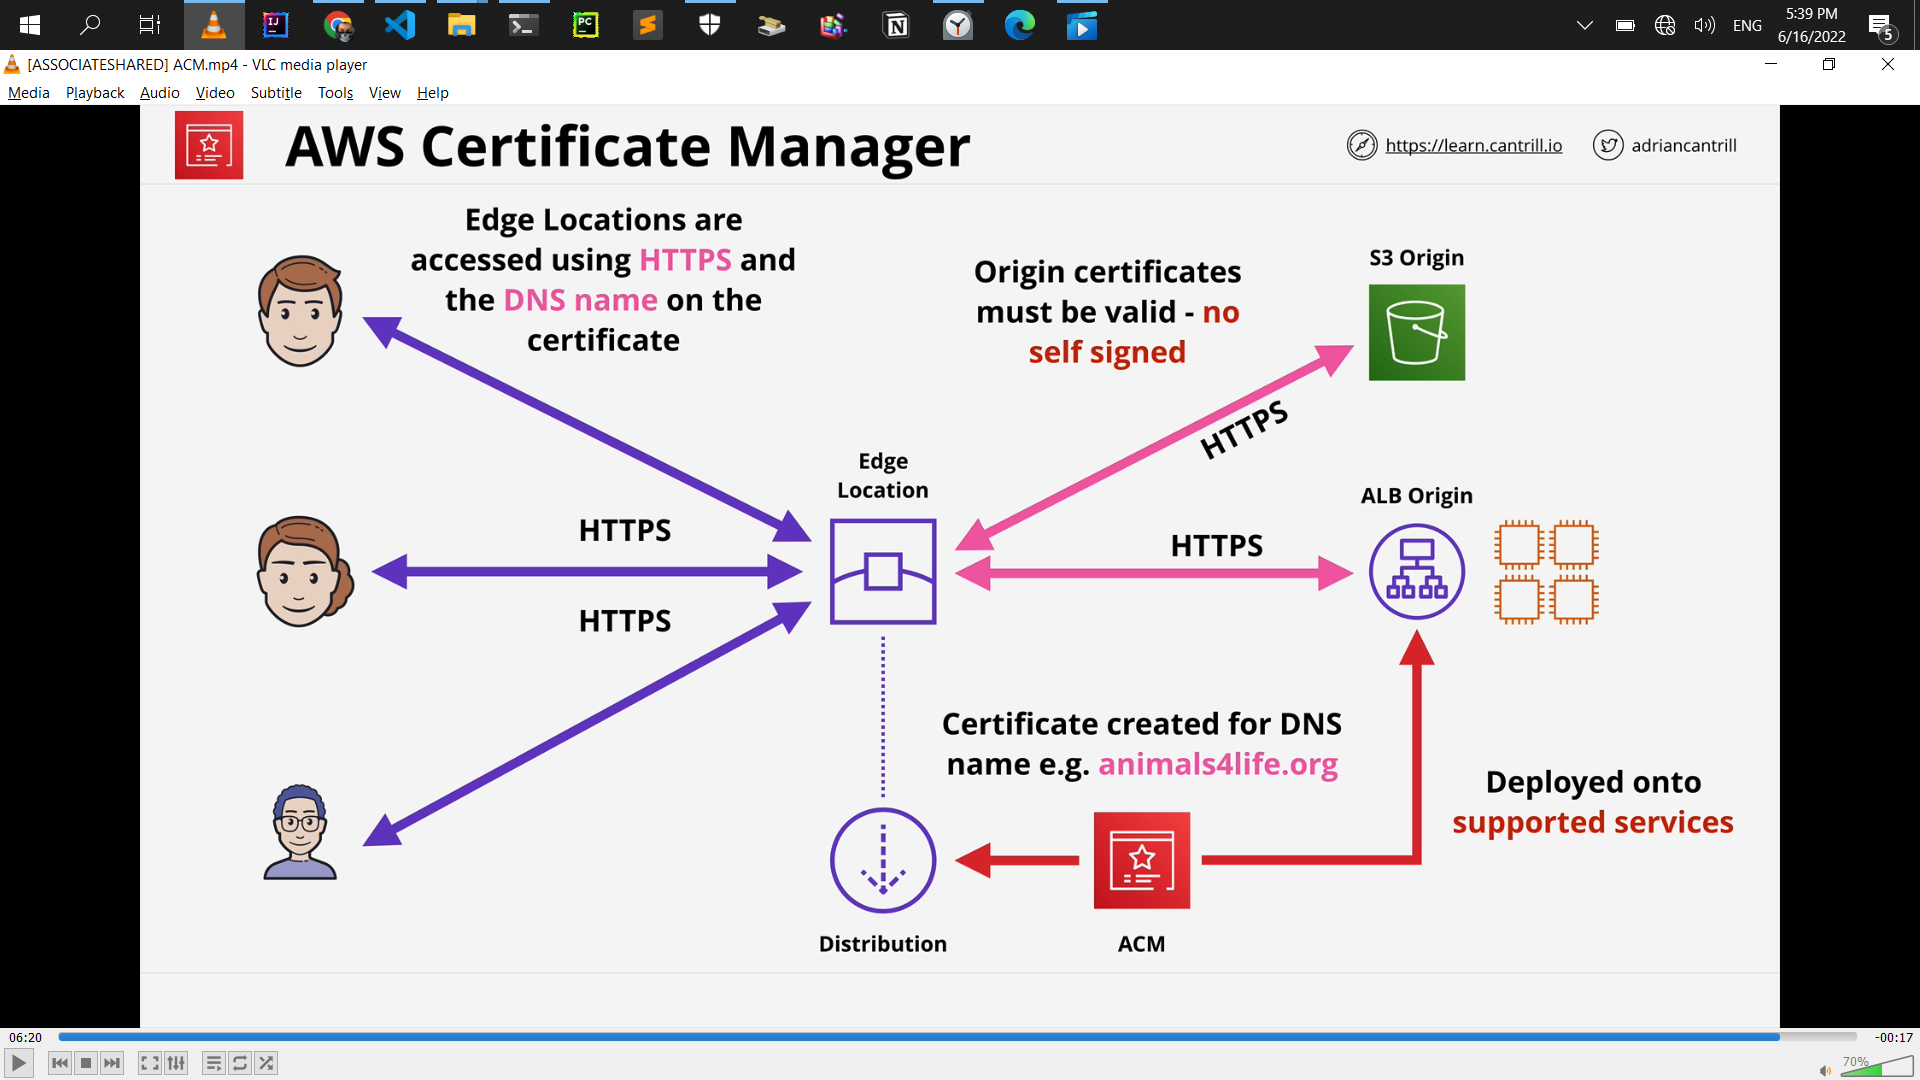 ENG
5:39 PM
6/16/2022
5
[ASSOCIATESHARED] ACM.mp4 - VLC media player
Media Playback Audio Video Subtitle Tools View Help
AWS Certificate Manager
https://learn.cantrill.io
adriancantrill
Edge Locations are
accessed using HTTPS and
the DNS name on the
certificate
Origin certificates
must be valid - no
self signed
S3 Origin
HTTPS
Edge
Location
ALB Origin
HTTPS
HTTPS
HTTPS
Certificate created for DNS
name e.g. animals4life.org
Deployed onto
supported services
Distribution
ACM
06:20
-00:17
70%